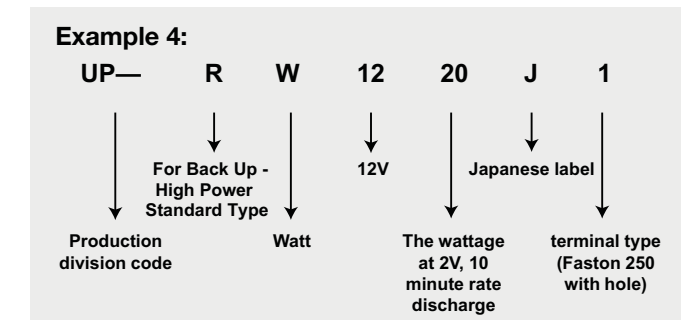 Example 4:
UP— R W 12 20 J 1
For Back Up -
High Power
Standard Type
12V
Japanese label
Production
division code
Watt
The wattage
at 2V, 10
minute rate
discharge
terminal type
(Faston 250
with hole)